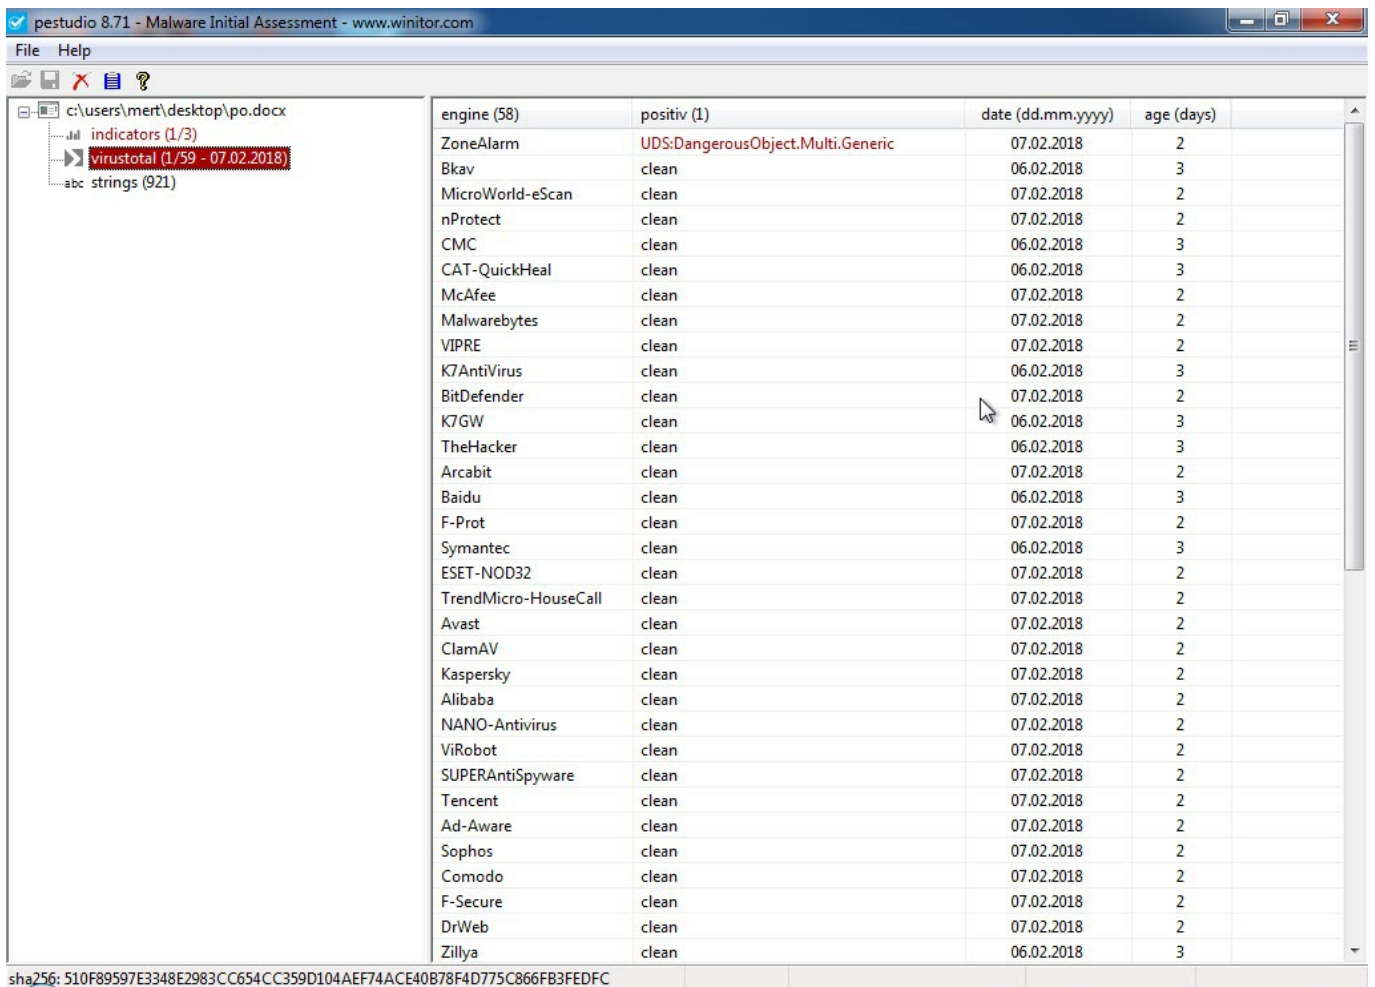 pestudio 8.71 - Malware Initial Assessment - www.winitor.com
File Help
c:\users\mert\desktop\po.docx
indicators (1/3)
virustotal (1/59 - 07.02.2018)
abc strings (921)
engine (58) positiv (1) date (dd.mm.yyyy) age (days)
ZoneAlarm UDS:DangerousObject.Multi.Generic 07.02.2018 2
Bkav clean 06.02.2018 3
MicroWorld-eScan clean 07.02.2018 2
nProtect clean 07.02.2018 2
CMC clean 06.02.2018 3
CAT-QuickHeal clean 06.02.2018 3
McAfee clean 07.02.2018 2
Malwarebytes clean 07.02.2018 2
VIPRE clean 07.02.2018 2
K7AntiVirus clean 06.02.2018 3
BitDefender clean 07.02.2018 2
K7GW clean 06.02.2018 3
TheHacker clean 06.02.2018 3
Arcabit clean 07.02.2018 2
Baidu clean 06.02.2018 3
F-Prot clean 07.02.2018 2
Symantec clean 06.02.2018 3
ESET-NOD32 clean 07.02.2018 2
TrendMicro-HouseCall clean 07.02.2018 2
Avast clean 07.02.2018 2
ClamAV clean 07.02.2018 2
Kaspersky clean 07.02.2018 2
Alibaba clean 07.02.2018 2
NANO-Antivirus clean 07.02.2018 2
ViRobot clean 07.02.2018 2
SUPERAntiSpyware clean 07.02.2018 2
Tencent clean 07.02.2018 2
Ad-Aware clean 07.02.2018 2
Sophos clean 07.02.2018 2
Comodo clean 07.02.2018 2
F-Secure clean 07.02.2018 2
DrWeb clean 07.02.2018 2
Zillya clean 06.02.2018 3
sha256: 510F89597E3348E2983CC654CC359D104AEF74ACE40B78F4D775C866FB3FEDFC